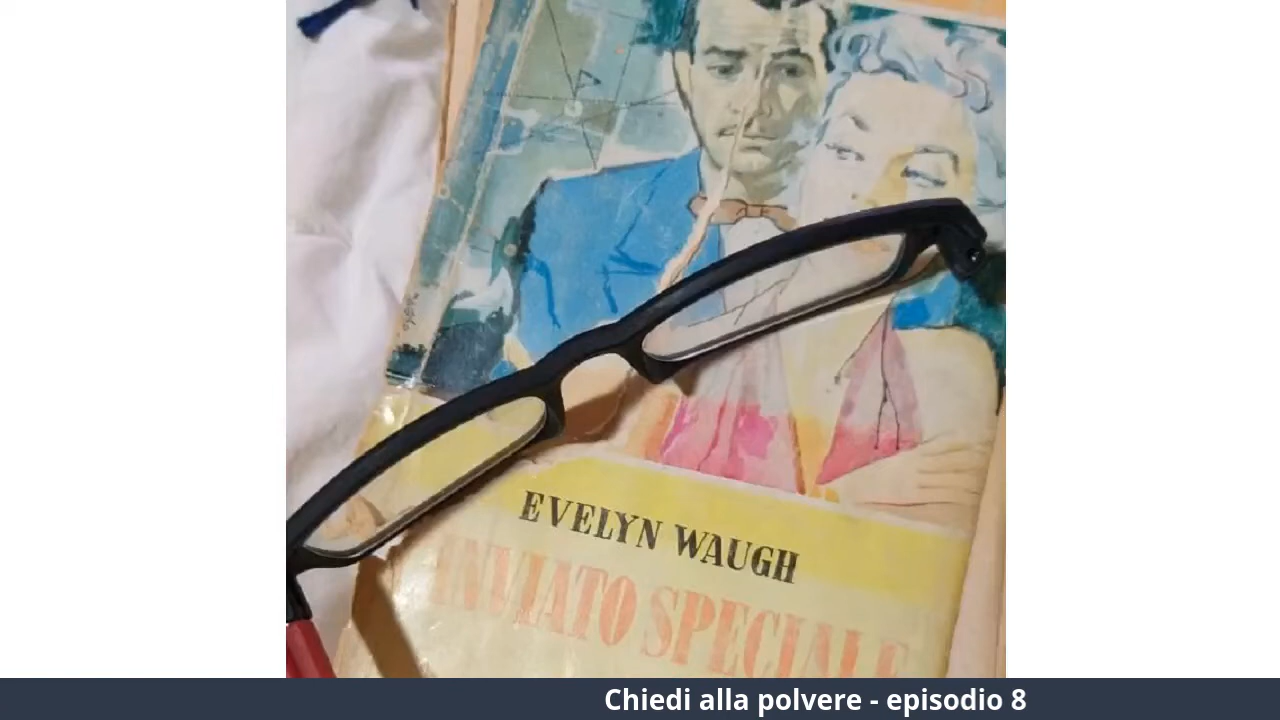 EVELYN WAUGH
INVIATO SPECIALE
Chiedi alla polvere - episodio 8